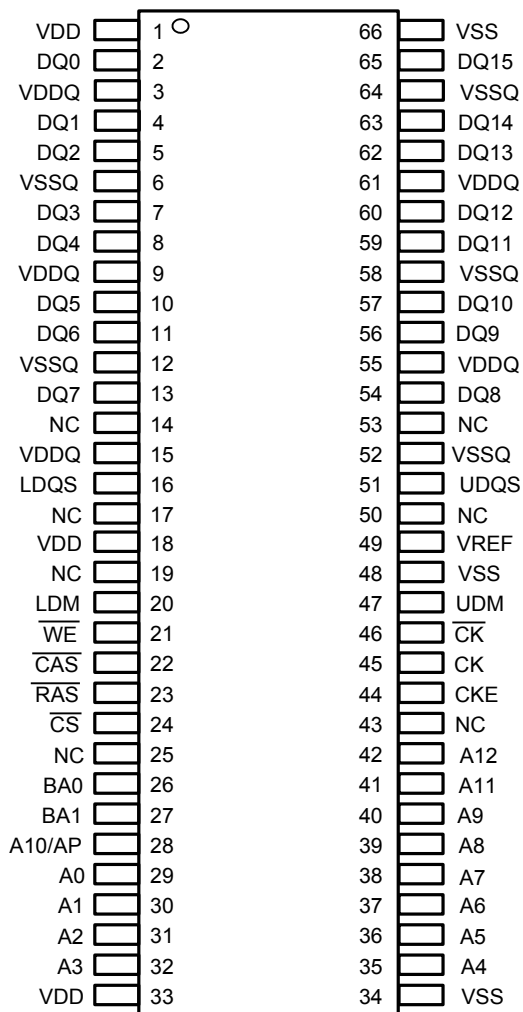 VDD 1 66 VSS
DQ0 2 65 DQ15
VDDQ 3 64 VSSQ
DQ1 4 63 DQ14
DQ2 5 62 DQ13
VSSQ 6 61 VDDQ
DQ3 7 60 DQ12
DQ4 8 59 DQ11
VDDQ 9 58 VSSQ
DQ5 10 57 DQ10
DQ6 11 56 DQ9
VSSQ 12 55 VDDQ
DQ7 13 54 DQ8
NC 14 53 NC
VDDQ 15 52 VSSQ
LDQS 16 51 UDQS
NC 17 50 NC
VDD 18 49 VREF
NC 19 48 VSS
LDM 20 47 UDM
W̅E̅ 21 46 C̅K̅
C̅A̅S̅ 22 45 CK
R̅A̅S̅ 23 44 CKE
C̅S̅ 24 43 NC
NC 25 42 A12
BA0 26 41 A11
BA1 27 40 A9
A10/AP 28 39 A8
A0 29 38 A7
A1 30 37 A6
A2 31 36 A5
A3 32 35 A4
VDD 33 34 VSS